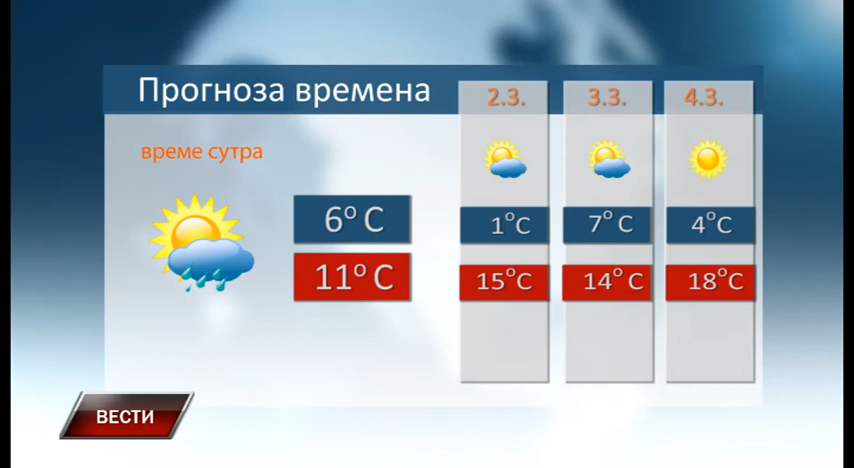 Прогноза времена
време сутра
6° C
11° C
2.3. 3.3. 4.3.
1°C 7° C 4°C
15°C 14° C 18°C
ВЕСТИ